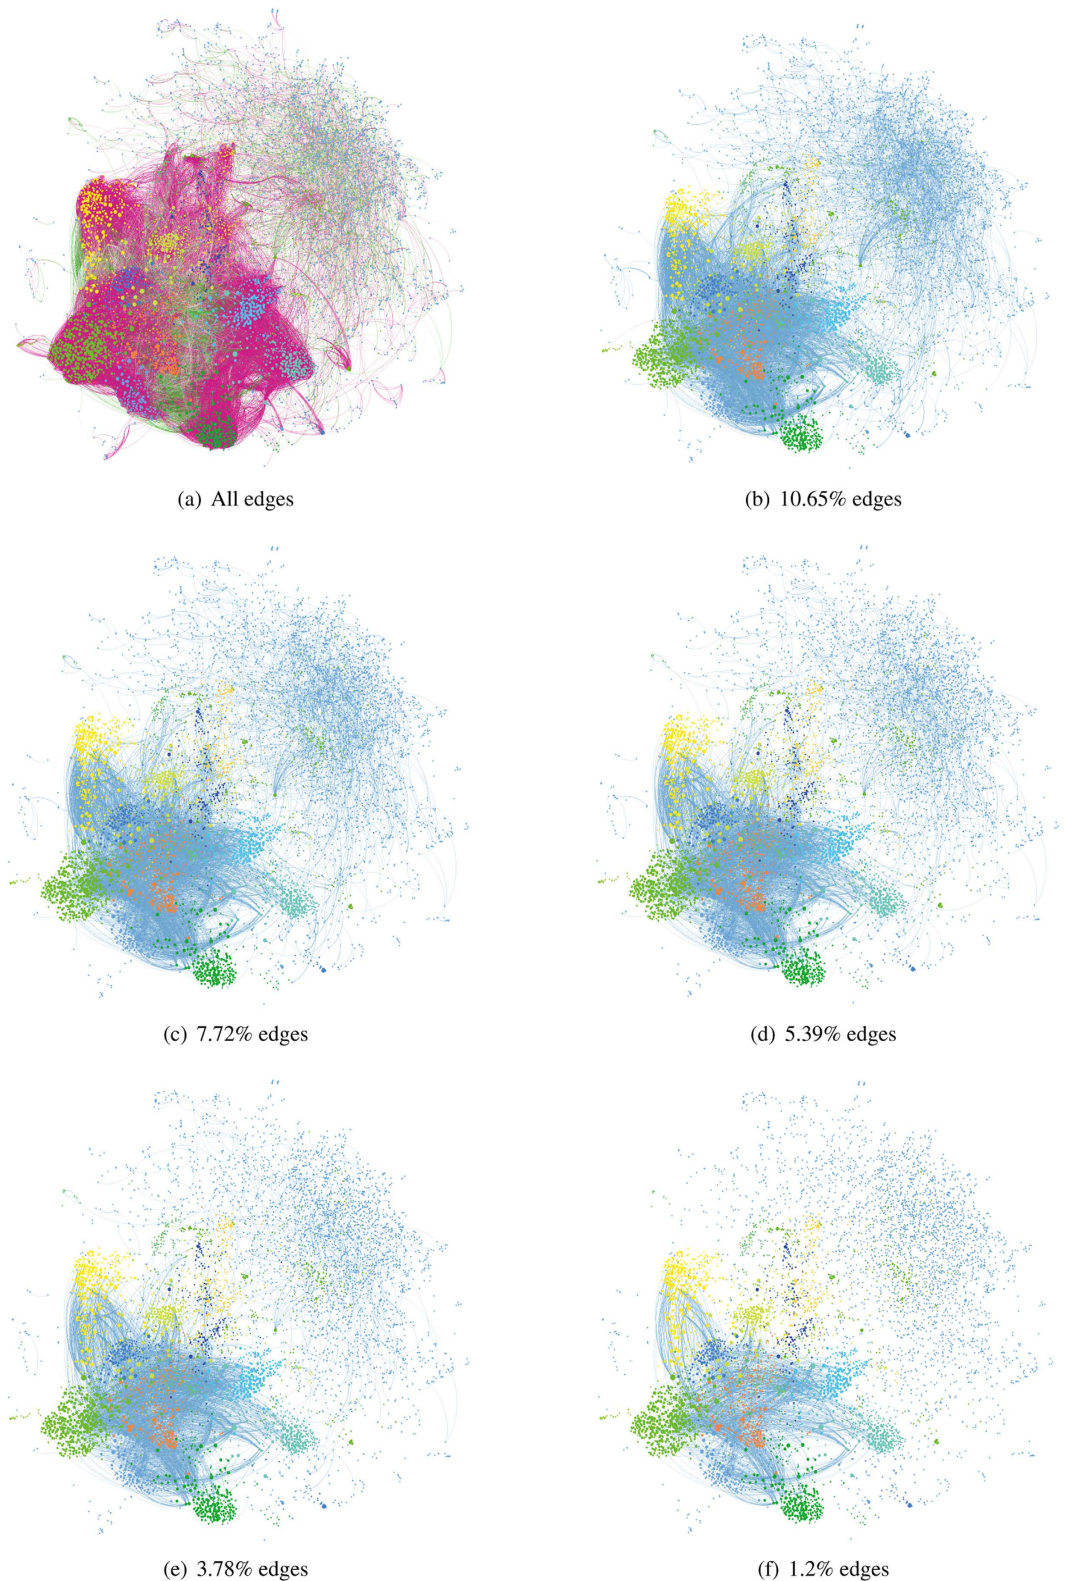 (a) All edges
(b) 10.65% edges
(c) 7.72% edges
(d) 5.39% edges
(e) 3.78% edges
(f) 1.2% edges